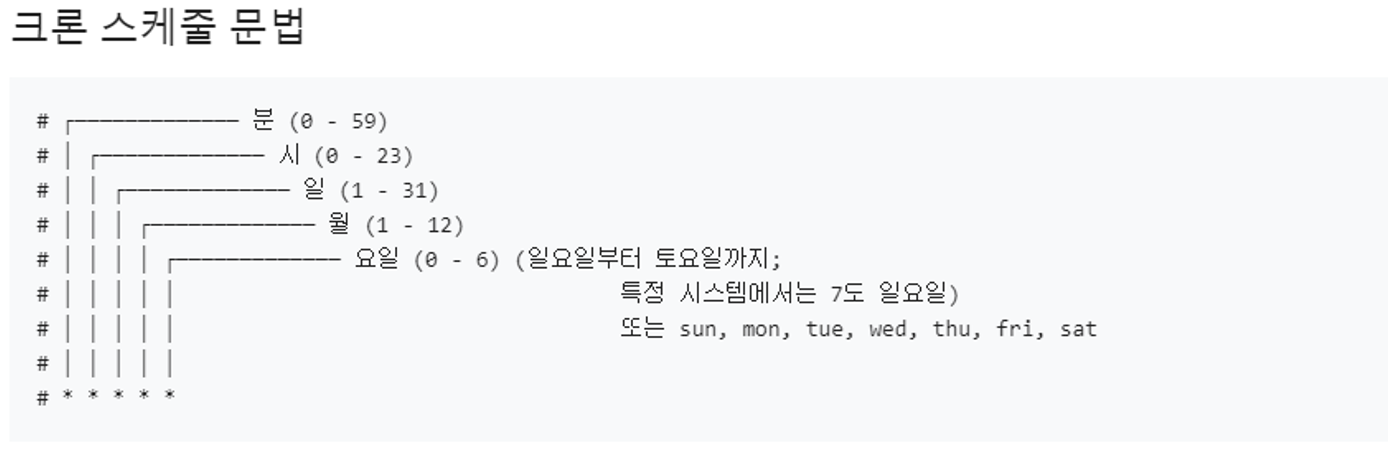 크론 스케줄 문법
# ┌───────────── 분 (0 - 59)
# │ ┌───────────── 시 (0 - 23)
# │ │ ┌───────────── 일 (1 - 31)
# │ │ │ ┌───────────── 월 (1 - 12)
# │ │ │ │ ┌───────────── 요일 (0 - 6) (일요일부터 토요일까지;
# │ │ │ │ │                                   특정 시스템에서는 7도 일요일)
# │ │ │ │ │                                   또는 sun, mon, tue, wed, thu, fri, sat
# │ │ │ │ │
# * * * * *